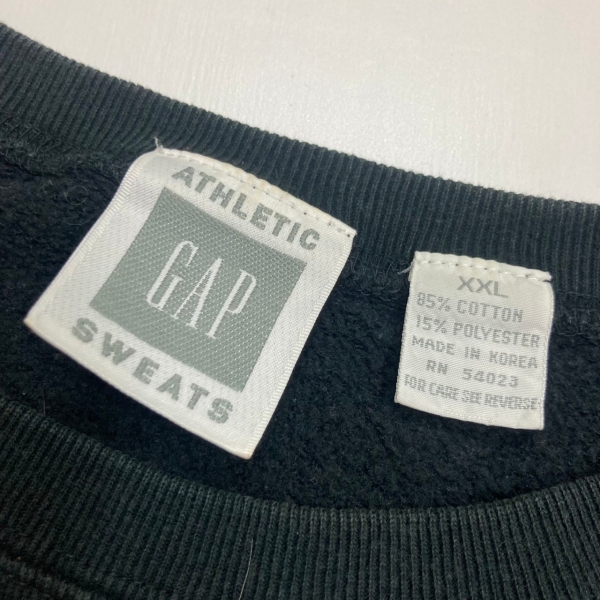 ATHLETIC
GAP
SWEATS
XXL
85% COTTON
15% POLYESTER
MADE IN KOREA
RN 54023
FOR CARE SEE REVERSE